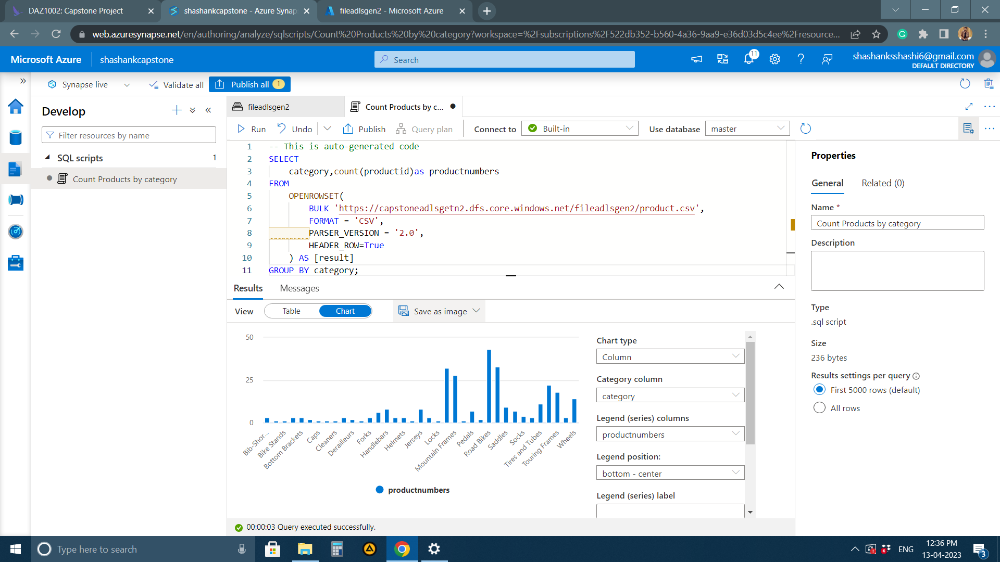 DAZ1002: Capstone Project
shashankcapstone - Azure Synap
fileadlsgen2 - Microsoft Azure
web.azuresynapse.net/en/authoring/analyze/sqlscripts/Count%20Products%20by%20category?workspace=%2Fsubscriptions%2F522db352-b560-4a36-9aa9-e36d03d5c4ee%2Fresource...
Microsoft Azure
shashankcapstone
Search
11
shashanksshashi6@gmail.com
DEFAULT DIRECTORY
Synapse live
Validate all
Publish all 1
Develop
Filter resources by name
SQL scripts 1
Count Products by category
fileadlsgen2
Count Products by c...
Run
Undo
Publish
Query plan
Connect to
Built-in
Use database
master
1 -- This is auto-generated code
2 SELECT
3 category,count(productid)as productnumbers
4 FROM
5 OPENROWSET(
6 BULK 'https://capstoneadlsgetn2.dfs.core.windows.net/fileadlsgen2/product.csv',
7 FORMAT = 'CSV',
8 PARSER_VERSION = '2.0',
9 HEADER_ROW=True
10 ) AS [result]
11 GROUP BY category;
Results
Messages
View
Table
Chart
Save as image
50
25
0
Bib-Shor...
Bike Stands
Bottom Brackets
Caps
Cleaners
Derailleurs
Forks
Handlebars
Helmets
Jerseys
Locks
Mountain Frames
Pedals
Road Bikes
Saddles
Socks
Tires and Tubes
Touring Frames
Wheels
productnumbers
Chart type
Column
Category column
category
Legend (series) columns
productnumbers
Legend position:
bottom - center
Legend (series) label
00:00:03 Query executed successfully.
Properties
General
Related (0)
Name *
Count Products by category
Description
Type
.sql script
Size
236 bytes
Results settings per query
First 5000 rows (default)
All rows
Type here to search
ENG
12:36 PM
13-04-2023
3